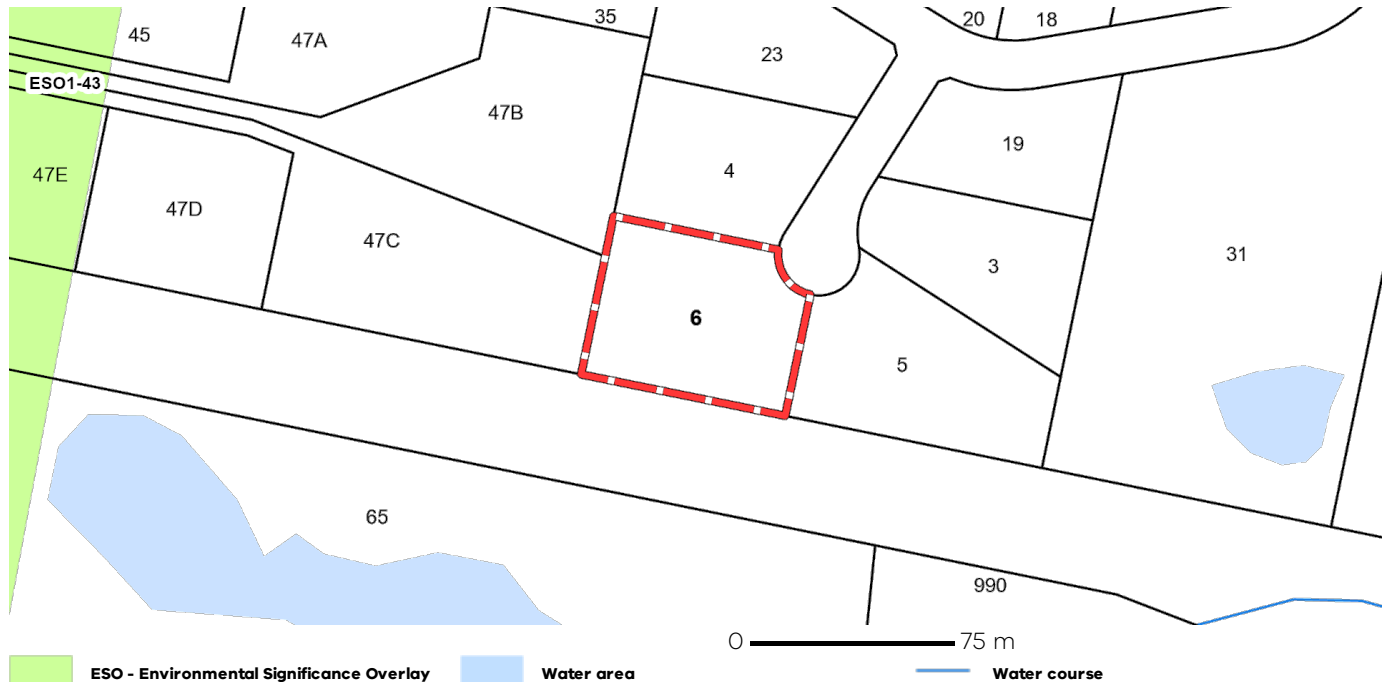 35
20
18
45
47A
23
ESO1-43
47B
19
4
47E
47D
47C
3
31
6
5
65
990
0 75 m
ESO - Environmental Significance Overlay
Water area
Water course